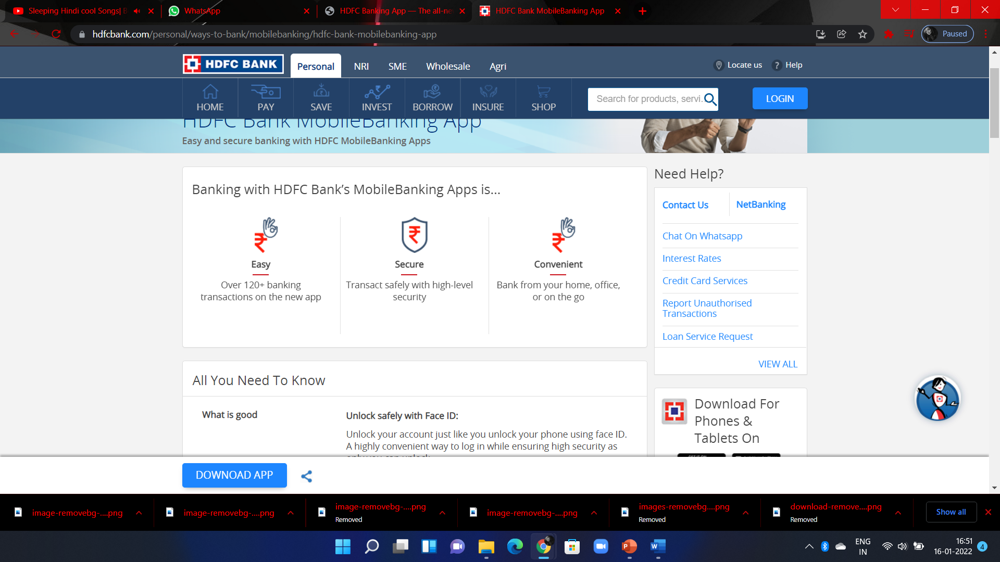 Sleeping Hindi cool Songs| B
WhatsApp
HDFC Banking App — The all-ne
HDFC Bank MobileBanking App
hdfcbank.com/personal/ways-to-bank/mobilebanking/hdfc-bank-mobilebanking-app
Paused
HDFC BANK
Personal
NRI
SME
Wholesale
Agri
Locate us
? Help
HOME
PAY
SAVE
INVEST
BORROW
INSURE
SHOP
Search for products, servi.
LOGIN
HDFC Bank MobileBanking App
Easy and secure banking with HDFC MobileBanking Apps
Banking with HDFC Bank’s MobileBanking Apps is...
Easy
Over 120+ banking
transactions on the new app
Secure
Transact safely with high-level
security
Convenient
Bank from your home, office,
or on the go
Need Help?
Contact Us
NetBanking
Chat On Whatsapp
Interest Rates
Credit Card Services
Report Unauthorised
Transactions
Loan Service Request
VIEW ALL
All You Need To Know
What is good
Unlock safely with Face ID:
Unlock your account just like you unlock your phone using face ID.
A highly convenient way to log in while ensuring high security as
only you can unlock
Download For
Phones &
Tablets On
DOWNOAD APP
image-removebg-....png
image-removebg-....png
image-removebg-....png
Removed
image-removebg-....png
images-removebg....png
Removed
download-remove....png
Removed
Show all
ENG
IN
16:51
16-01-2022
4